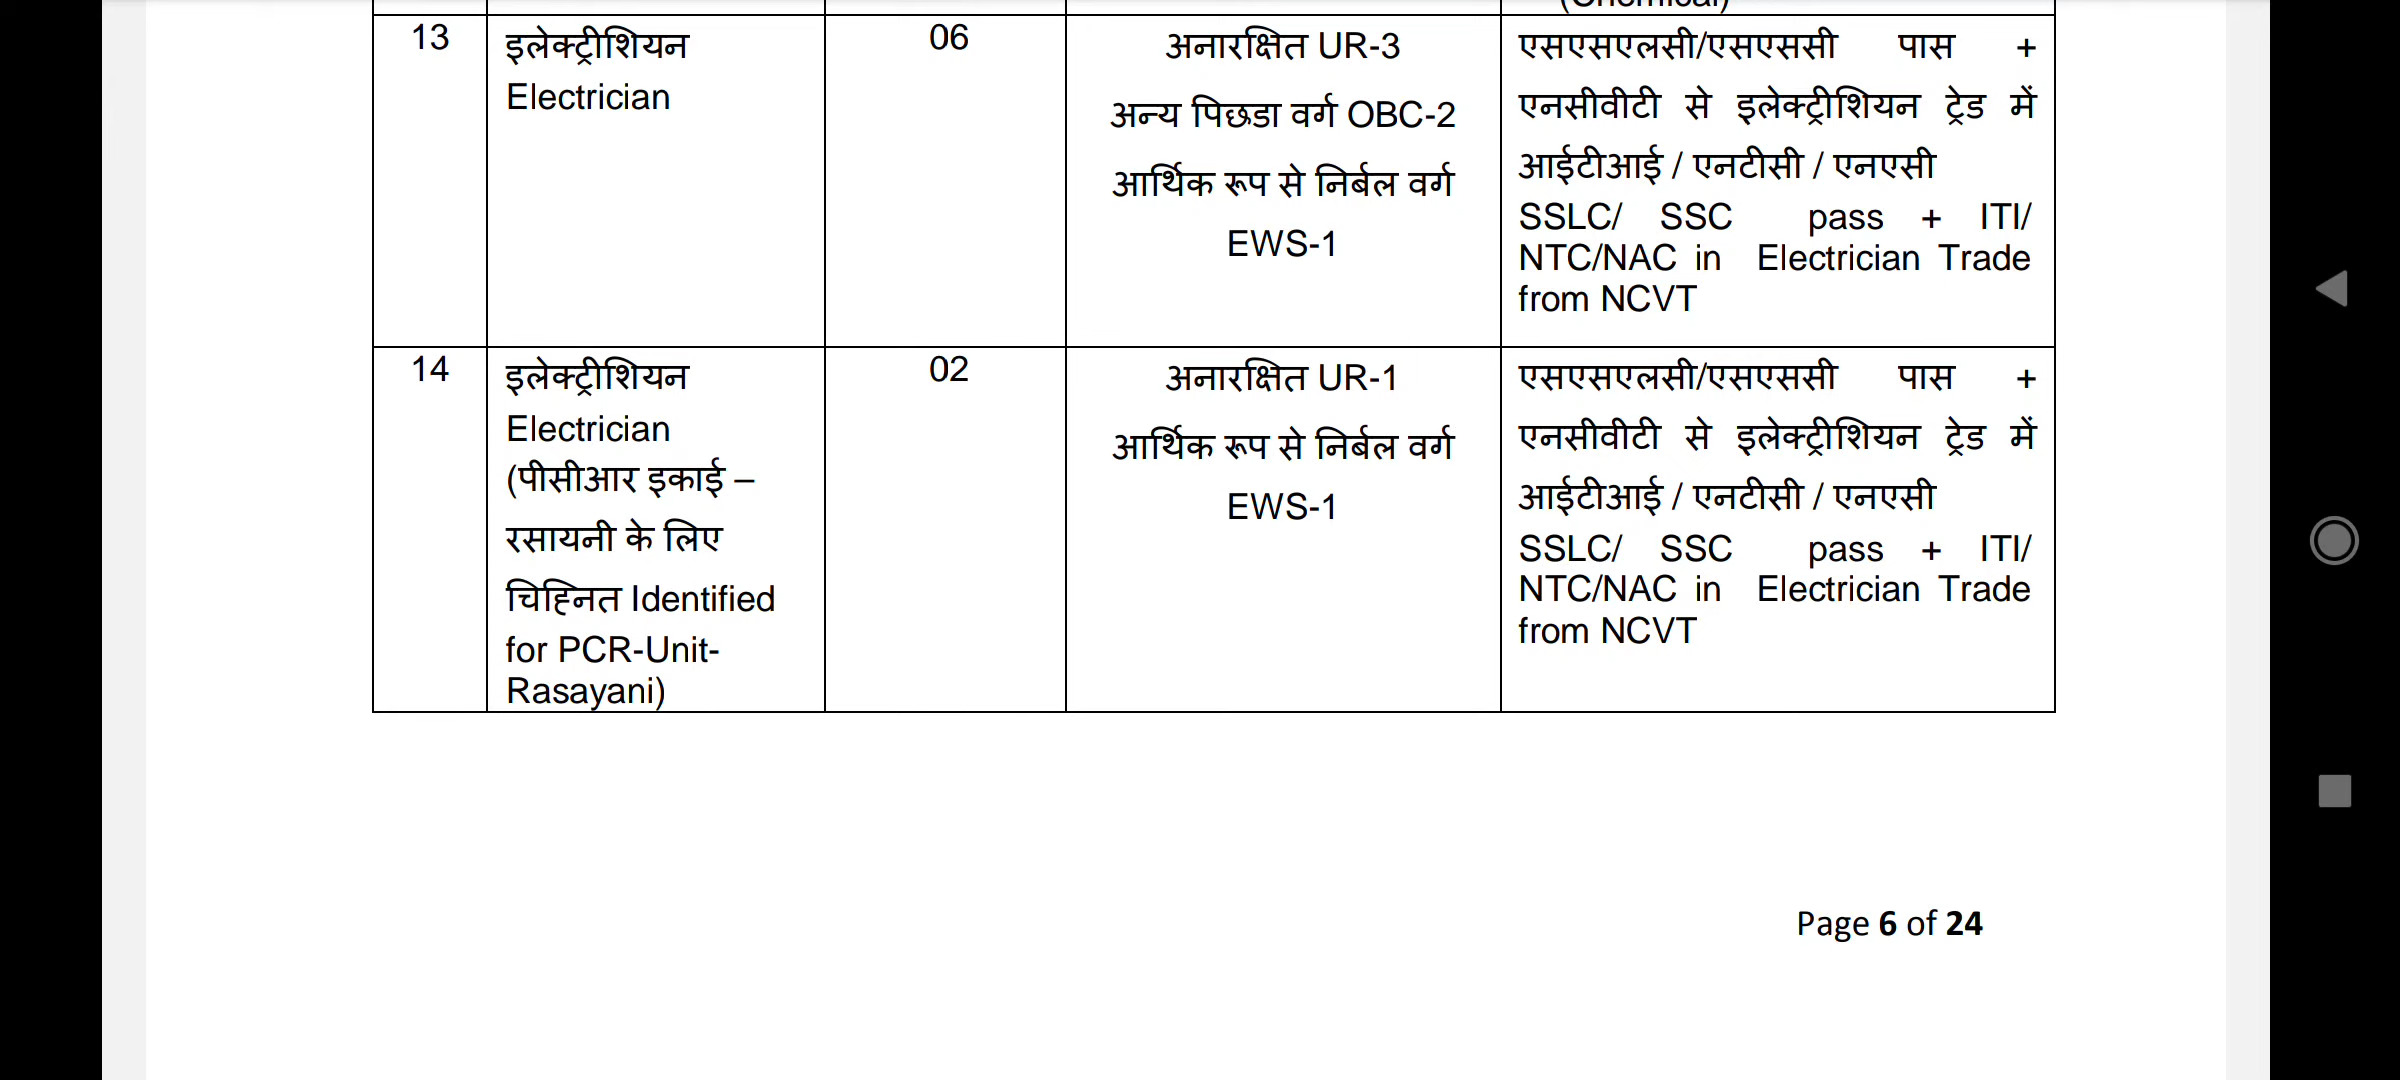 (Chemical)
13
इलेक्ट्रीशियन
Electrician
06
अनारक्षित UR-3
अन्य पिछडा वर्ग OBC-2
आर्थिक रूप से निर्बल वर्ग
EWS-1
एसएसएलसी/एसएससी पास +
एनसीवीटी से इलेक्ट्रीशियन ट्रेड में
आईटीआई / एनटीसी / एनएसी
SSLC/ SSC pass + ITI/
NTC/NAC in Electrician Trade
from NCVT
14
इलेक्ट्रीशियन
Electrician
(पीसीआर इकाई –
रसायनी के लिए
चिह्नित Identified
for PCR-Unit-
Rasayani)
02
अनारक्षित UR-1
आर्थिक रूप से निर्बल वर्ग
EWS-1
एसएसएलसी/एसएससी पास +
एनसीवीटी से इलेक्ट्रीशियन ट्रेड में
आईटीआई / एनटीसी / एनएसी
SSLC/ SSC pass + ITI/
NTC/NAC in Electrician Trade
from NCVT
Page 6 of 24